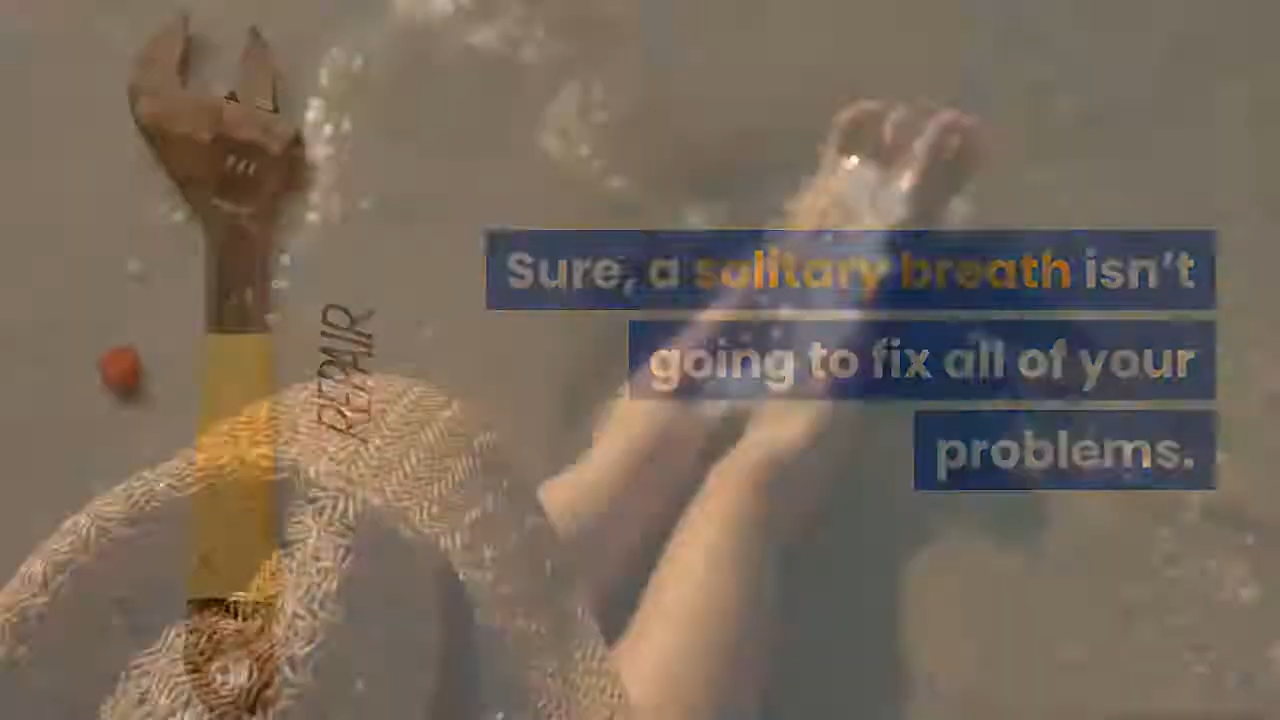 Sure, a solitary breath isn't
going to fix all of your
problems.
REPAIR